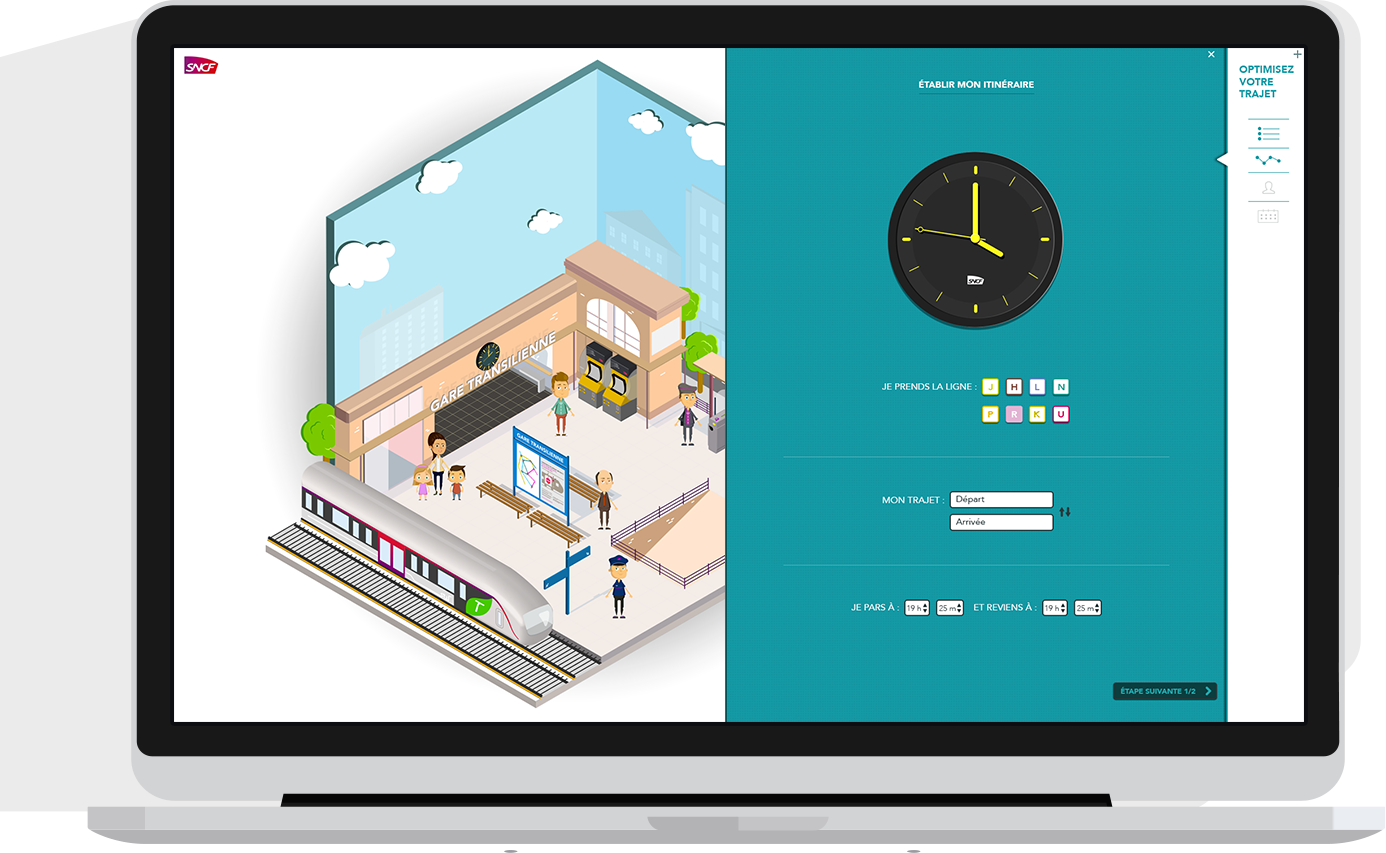 SNCF
GARE TRANSILIENNE
GARE TRANSILIENNE
T
ÉTABLIR MON ITINÉRAIRE
SNCF
JE PRENDS LA LIGNE :
J H L N
P R K U
MON TRAJET :
Départ
Arrivée
JE PARS À : 19 h 25 m ET REVIENS À : 19 h 25 m
ÉTAPE SUIVANTE 1/2
OPTIMISEZ
VOTRE
TRAJET